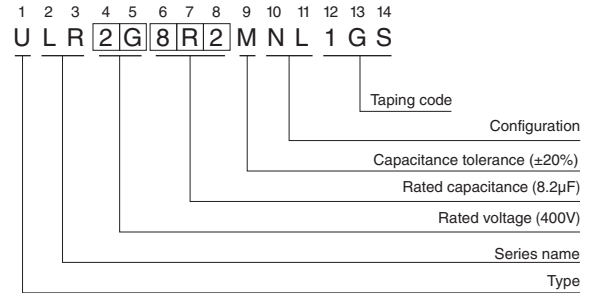 1 2 3 4 5 6 7 8 9 10 11 12 13 14
U L R 2 G 8 R 2 M N L 1 G S
Taping code
Configuration
Capacitance tolerance (±20%)
Rated capacitance (8.2µF)
Rated voltage (400V)
Series name
Type